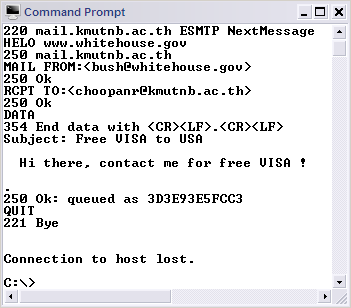 Command Prompt
220 mail.kmutnb.ac.th ESMTP NextMessage
HELO www.whitehouse.gov
250 mail.kmutnb.ac.th
MAIL FROM:<bush@whitehouse.gov>
250 Ok
RCPT TO:<choopanr@kmutnb.ac.th>
250 Ok
DATA
354 End data with <CR><LF>.<CR><LF>
Subject: Free VISA to USA
Hi there, contact me for free VISA !
.
250 Ok: queued as 3D3E93E5FCC3
QUIT
221 Bye
Connection to host lost.
C:\>